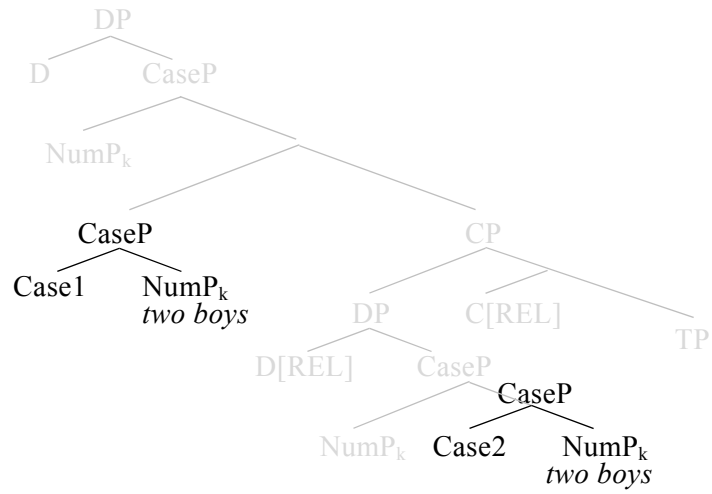 DP
D CaseP
NumPk
CaseP CP
Case1 NumPk
two boys
DP C[REL]
TP
D[REL] CaseP
CaseP
NumPk Case2 NumPk
two boys